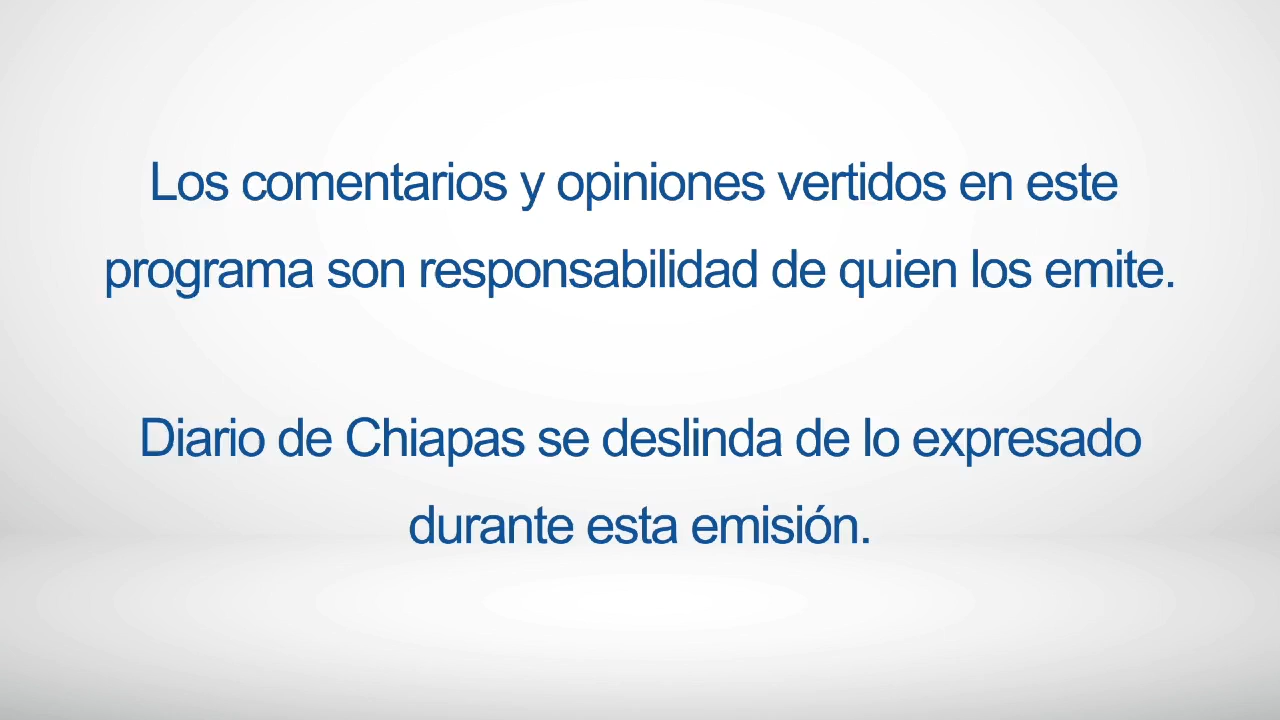 Los comentarios y opiniones vertidos en este
programa son responsabilidad de quien los emite.
Diario de Chiapas se deslinda de lo expresado
durante esta emisión.